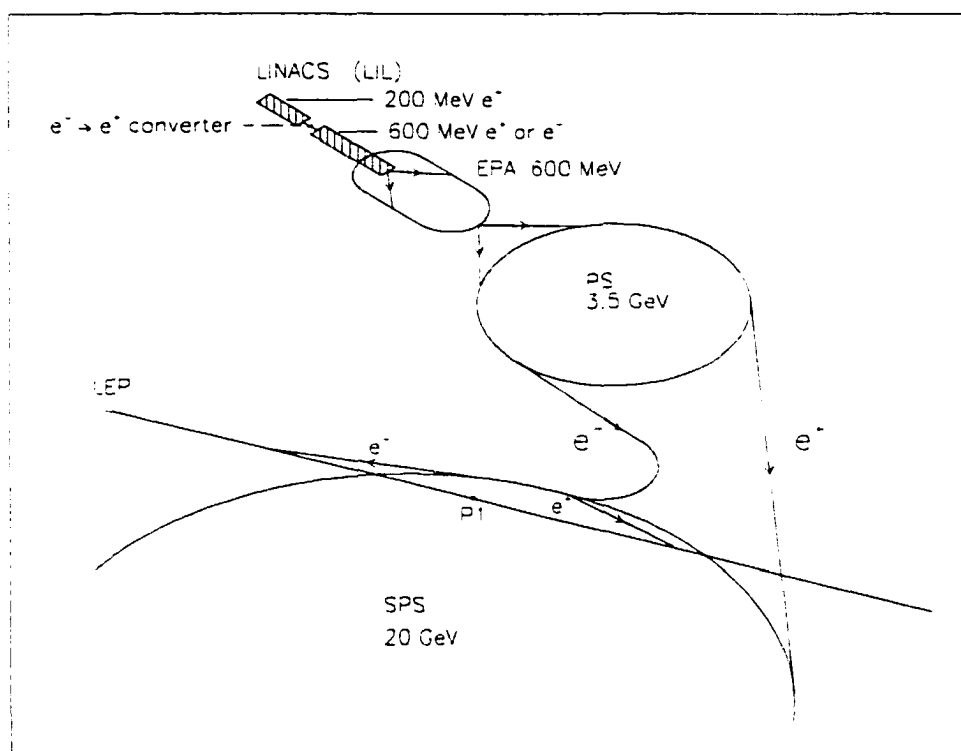 LINACS (LIL)
200 MeV e⁻
e⁻ → e⁺ converter
600 MeV e⁺ or e⁻
EPA 600 MeV
PS
3.5 GeV
LEP
e⁻
e⁺
e⁻
e⁺
P1
SPS
20 GeV